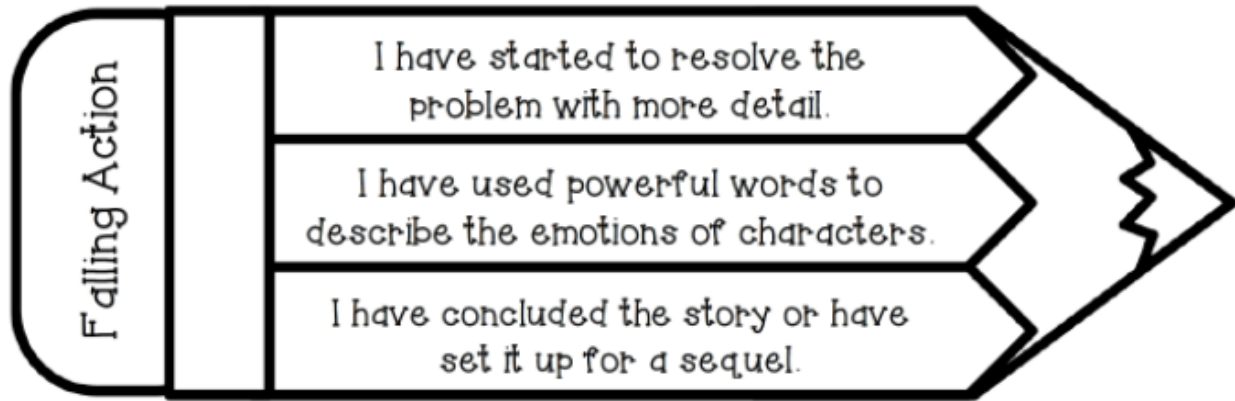 Falling Action
I have started to resolve the
problem with more detail.
I have used powerful words to
describe the emotions of characters.
I have concluded the story or have
set it up for a sequel.